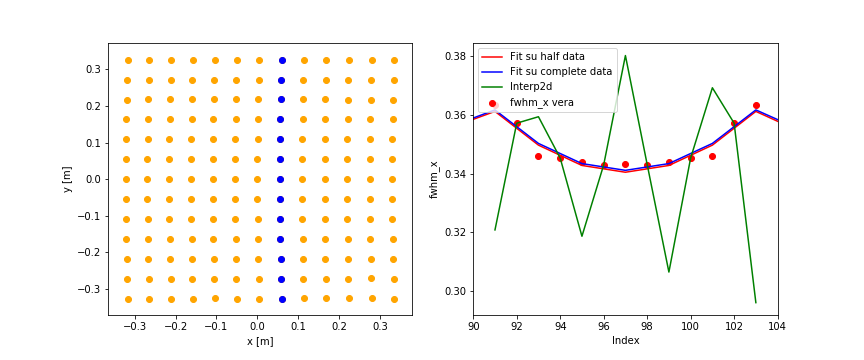 0.3
0.2
0.1
0.0
−0.1
−0.2
−0.3
y [m]
−0.3 −0.2 −0.1 0.0 0.1 0.2 0.3
x [m]
0.38
0.36
0.34
0.32
0.30
fwhm_x
Fit su half data
Fit su complete data
Interp2d
fwhm_x vera
90 92 94 96 98 100 102 104
Index